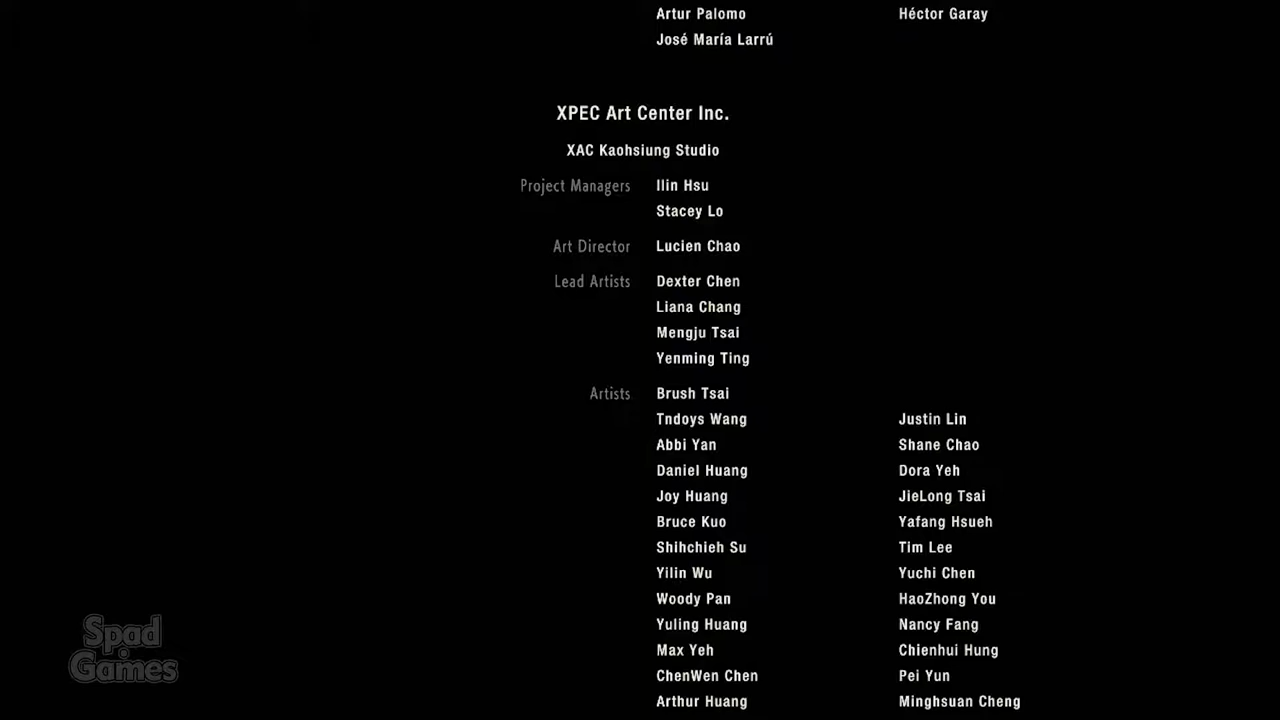 Artur Palomo Héctor Garay
José María Larrú
XPEC Art Center Inc.
XAC Kaohsiung Studio
Project Managers Ilin Hsu
Stacey Lo
Art Director Lucien Chao
Lead Artists Dexter Chen
Liana Chang
Mengju Tsai
Yenming Ting
Artists Brush Tsai
Tndoys Wang Justin Lin
Abbi Yan Shane Chao
Daniel Huang Dora Yeh
Joy Huang JieLong Tsai
Bruce Kuo Yafang Hsueh
Shihchieh Su Tim Lee
Yilin Wu Yuchi Chen
Woody Pan HaoZhong You
Yuling Huang Nancy Fang
Max Yeh Chienhui Hung
ChenWen Chen Pei Yun
Arthur Huang Minghsuan Cheng
Spad
Games